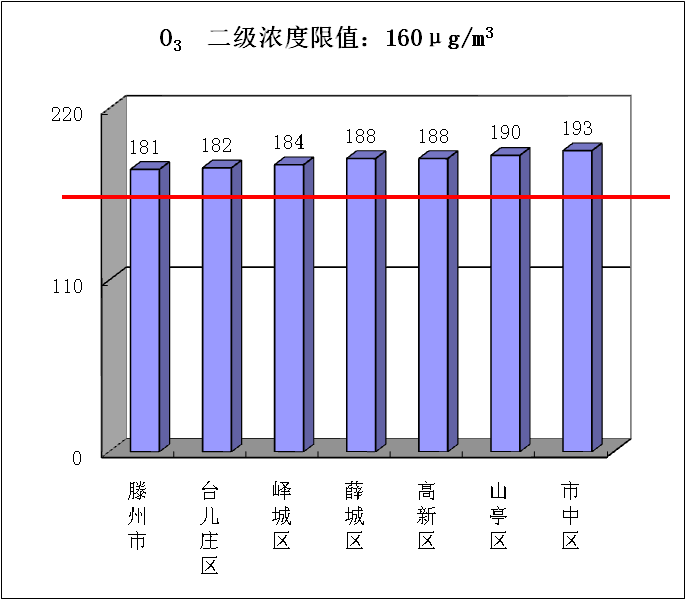 O₃ 二级浓度限值：160μg/m³
220
181 182 184 188 188 190 193
110
0
滕州市
台儿庄区
峄城区
薛城区
高新区
山亭区
市中区